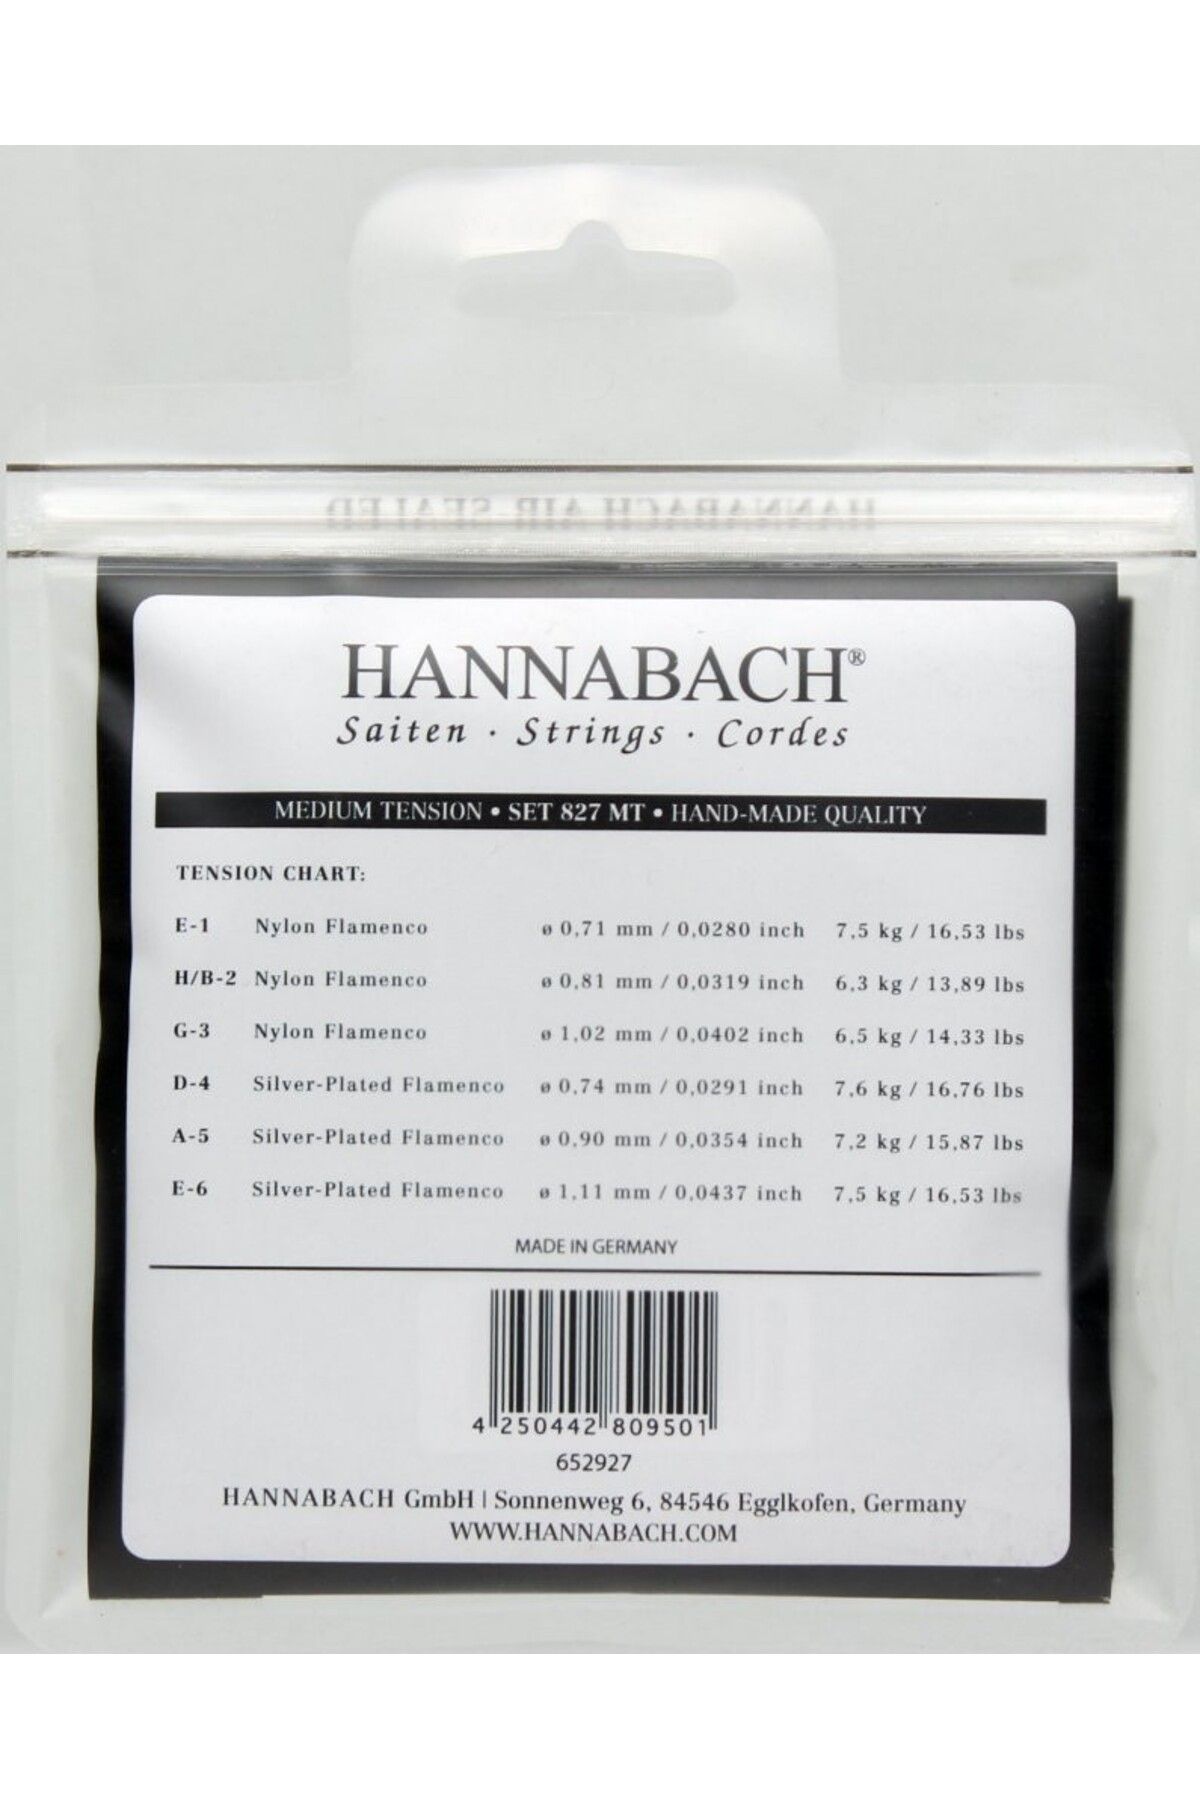 HANNABACH AIR-SEALED
HANNABACH®
Saiten · Strings · Cordes
MEDIUM TENSION • SET 827 MT • HAND-MADE QUALITY
TENSION CHART:
E-1 Nylon Flamenco ø 0,71 mm / 0,0280 inch 7,5 kg / 16,53 lbs
H/B-2 Nylon Flamenco ø 0,81 mm / 0,0319 inch 6,3 kg / 13,89 lbs
G-3 Nylon Flamenco ø 1,02 mm / 0,0402 inch 6,5 kg / 14,33 lbs
D-4 Silver-Plated Flamenco ø 0,74 mm / 0,0291 inch 7,6 kg / 16,76 lbs
A-5 Silver-Plated Flamenco ø 0,90 mm / 0,0354 inch 7,2 kg / 15,87 lbs
E-6 Silver-Plated Flamenco ø 1,11 mm / 0,0437 inch 7,5 kg / 16,53 lbs
MADE IN GERMANY
4 250442 809501
652927
HANNABACH GmbH | Sonnenweg 6, 84546 Egglkofen, Germany
WWW.HANNABACH.COM